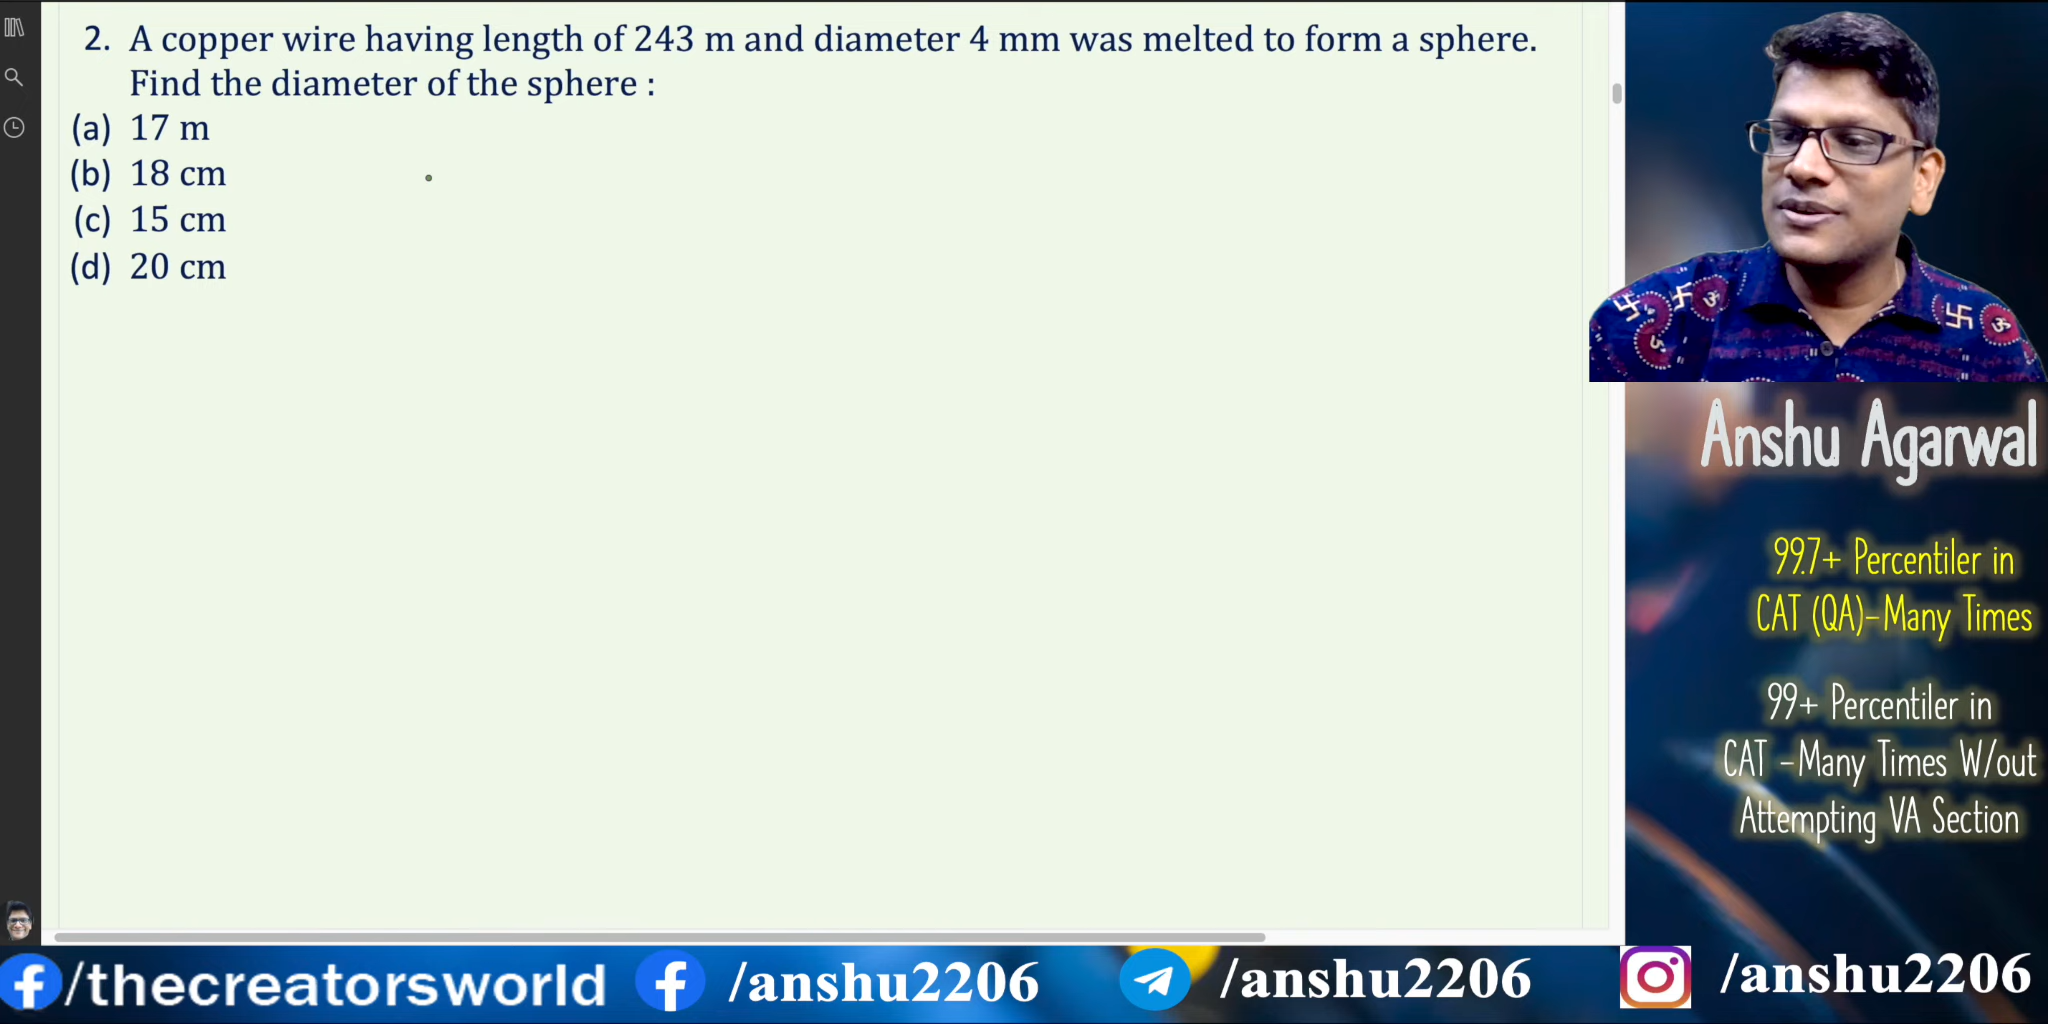 2. A copper wire having length of 243 m and diameter 4 mm was melted to form a sphere.
Find the diameter of the sphere :
(a) 17 m
(b) 18 cm
(c) 15 cm
(d) 20 cm
Anshu Agarwal
99.7+ Percentiler in
CAT (QA)-Many Times
99+ Percentiler in
CAT -Many Times W/out
Attempting VA Section
/thecreatorsworld
/anshu2206
/anshu2206
/anshu2206